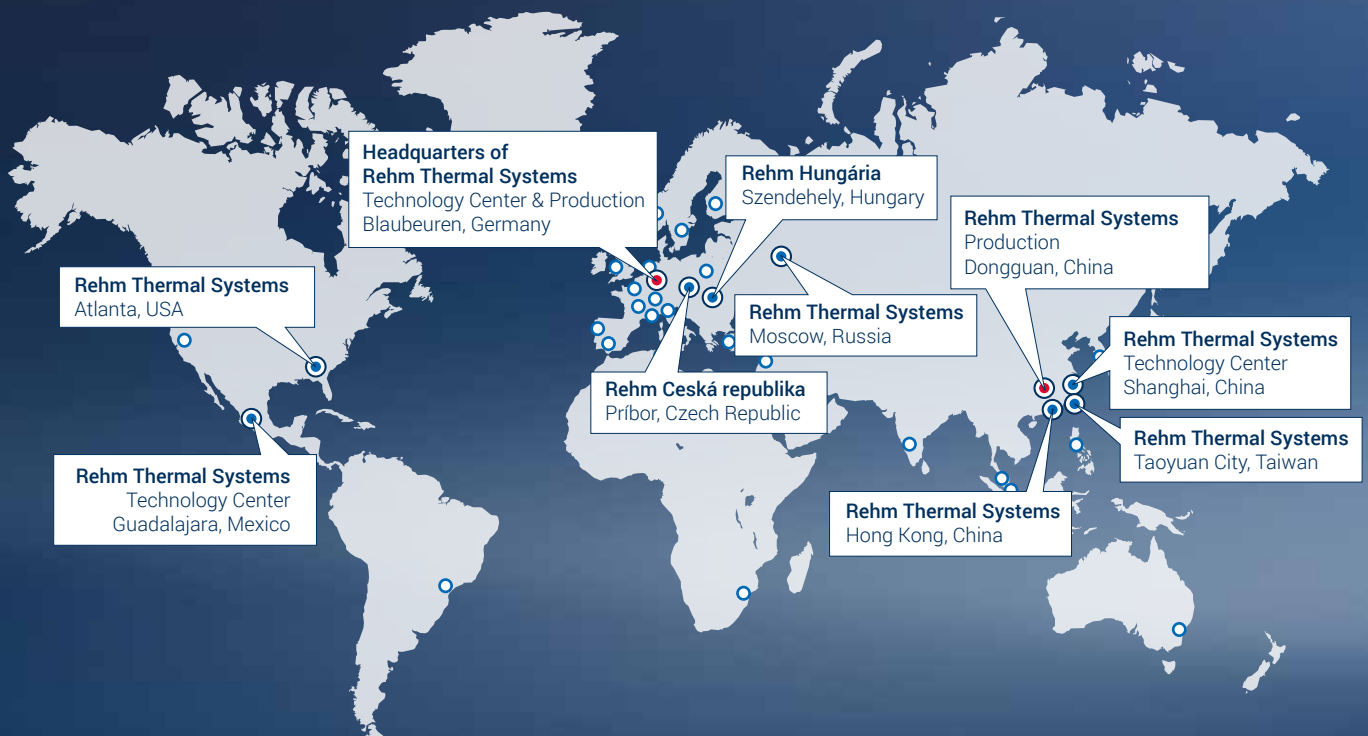 Headquarters of
Rehm Thermal Systems
Technology Center & Production
Blaubeuren, Germany
Rehm Hungária
Szendehely, Hungary
Rehm Thermal Systems
Production
Dongguan, China
Rehm Thermal Systems
Atlanta, USA
Rehm Thermal Systems
Moscow, Russia
Rehm Thermal Systems
Technology Center
Shanghai, China
Rehm Ceská republika
Príbor, Czech Republic
Rehm Thermal Systems
Taoyuan City, Taiwan
Rehm Thermal Systems
Technology Center
Guadalajara, Mexico
Rehm Thermal Systems
Hong Kong, China